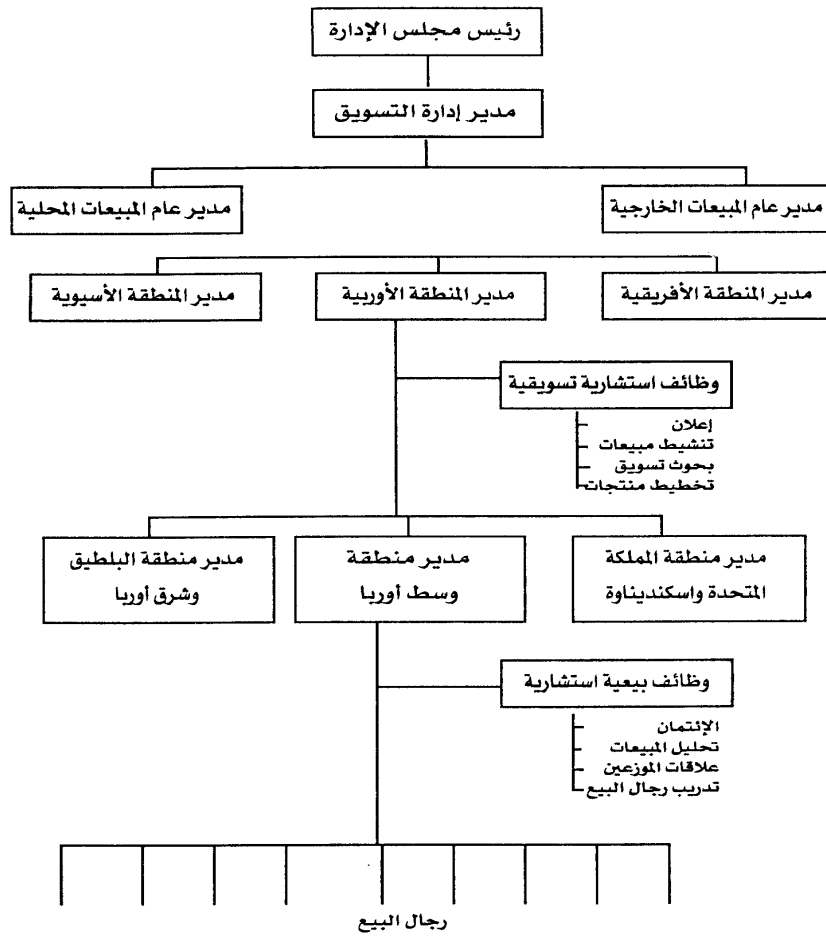 رئيس مجلس الإدارة
مدير إدارة التسويق
مدير عام المبيعات الخارجية
مدير عام المبيعات المحلية
مدير المنطقة الأفريقية
مدير المنطقة الأوربية
مدير المنطقة الأسيوية
وظائف استشارية تسويقية
إعلان
تنشيط مبيعات
بحوث تسويق
تخطيط منتجات
مدير منطقة المملكة
المتحدة واسكنديناوة
مدير منطقة
وسط أوربا
مدير منطقة البلطيق
وشرق أوربا
وظائف بيعية استشارية
الإئتمان
تحليل المبيعات
علاقات الموزعين
تدريب رجال البيع
رجال البيع